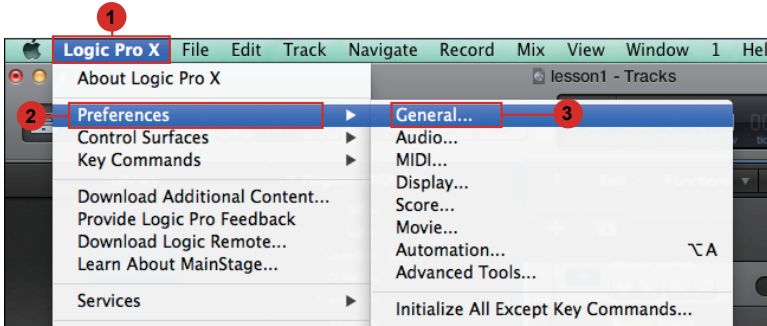 1
Logic Pro X File Edit Track Navigate Record Mix View Window 1 Hel
lesson1 - Tracks
About Logic Pro X
2
Preferences
Control Surfaces
Key Commands
Download Additional Content...
Provide Logic Pro Feedback
Download Logic Remote...
Learn About MainStage...
Services
General...
3
Audio...
MIDI...
Display...
Score...
Movie...
Automation... ⌥A
Advanced Tools...
Initialize All Except Key Commands...